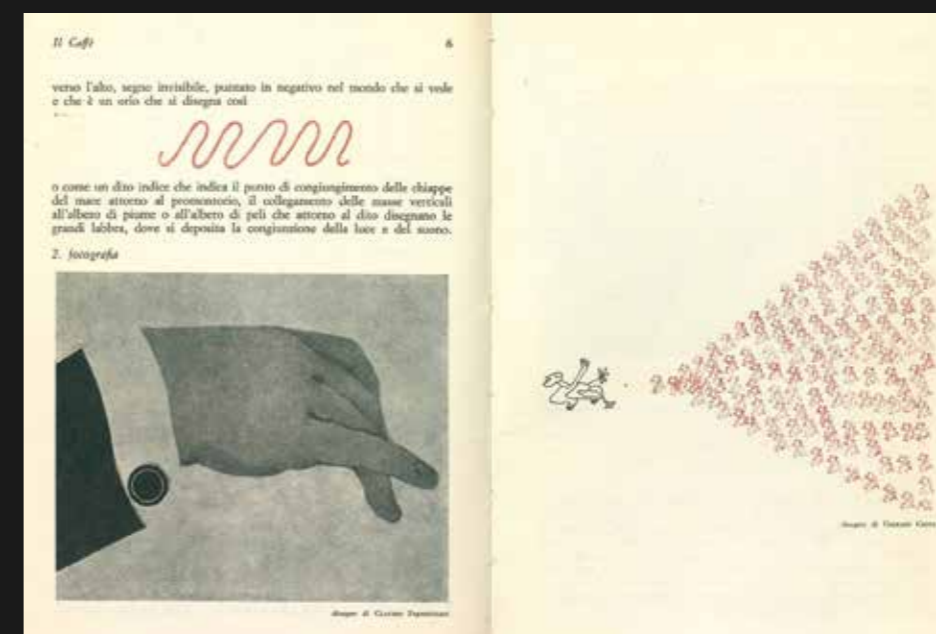 Il Caffè
6
verso l'alto, segno invisibile, puntato in negativo nel mondo che si vede
e che è un orlo che si disegna così
o come un dito indice che indica il punto di congiungimento delle chiappe
del mare attorno al promontorio, il collegamento delle masse verticali
all'albero di piume o all'albero di peli che attorno al dito disegnano le
grandi labbra, dove si deposita la congiunzione della luce e del suono.
2. fotografia
disegno di
disegno di